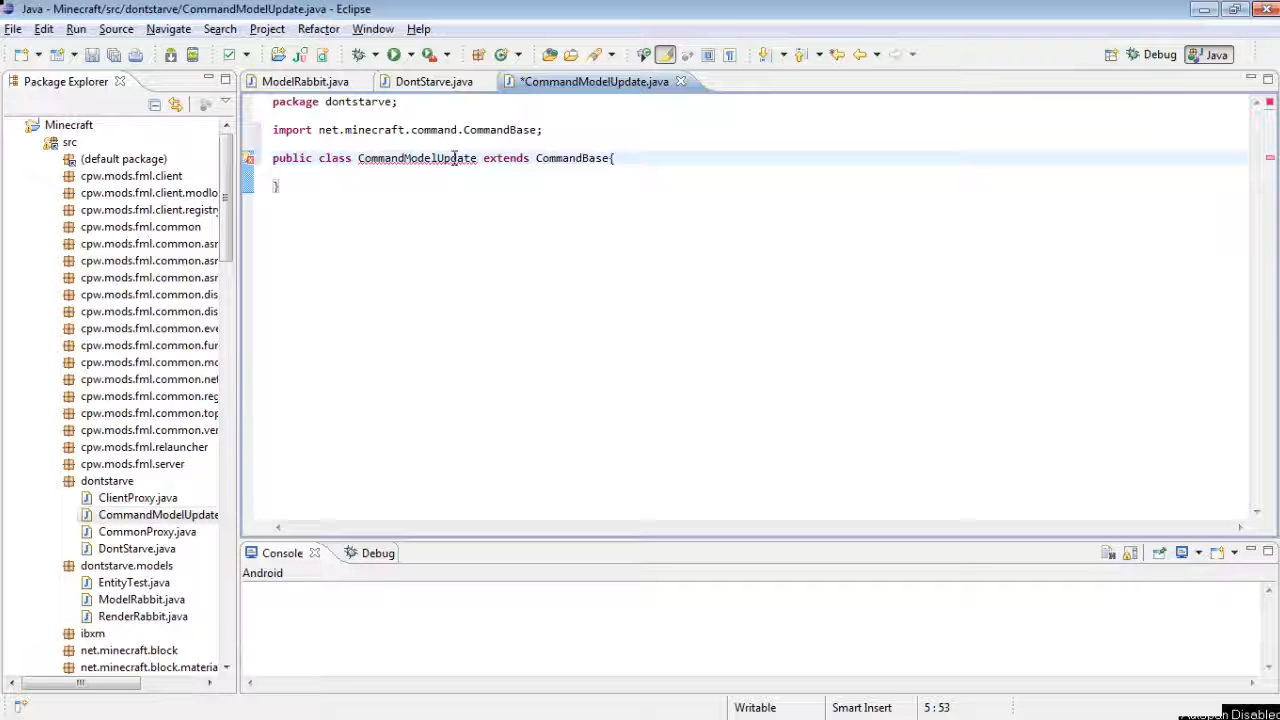 Java - Minecraft/src/dontstarve/CommandModelUpdate.java - Eclipse
File Edit Run Source Navigate Search Project Refactor Window Help
Debug Java
Package Explorer
ModelRabbit.java DontStarve.java *CommandModelUpdate.java
Minecraft
src
(default package)
cpw.mods.fml.client
cpw.mods.fml.client.modlo
cpw.mods.fml.client.registr
cpw.mods.fml.common
cpw.mods.fml.common.asr
cpw.mods.fml.common.asr
cpw.mods.fml.common.asr
cpw.mods.fml.common.dis
cpw.mods.fml.common.dis
cpw.mods.fml.common.eve
cpw.mods.fml.common.fur
cpw.mods.fml.common.mo
cpw.mods.fml.common.net
cpw.mods.fml.common.reg
cpw.mods.fml.common.top
cpw.mods.fml.common.ver
cpw.mods.fml.relauncher
cpw.mods.fml.server
dontstarve
ClientProxy.java
CommandModelUpdate
CommonProxy.java
DontStarve.java
dontstarve.models
EntityTest.java
ModelRabbit.java
RenderRabbit.java
ibxm
net.minecraft.block
net.minecraft.block.materia
package dontstarve;
import net.minecraft.command.CommandBase;
public class CommandModelUpdate extends CommandBase{
}
Console Debug
Android
Writable Smart Insert 5 : 53
Disabled